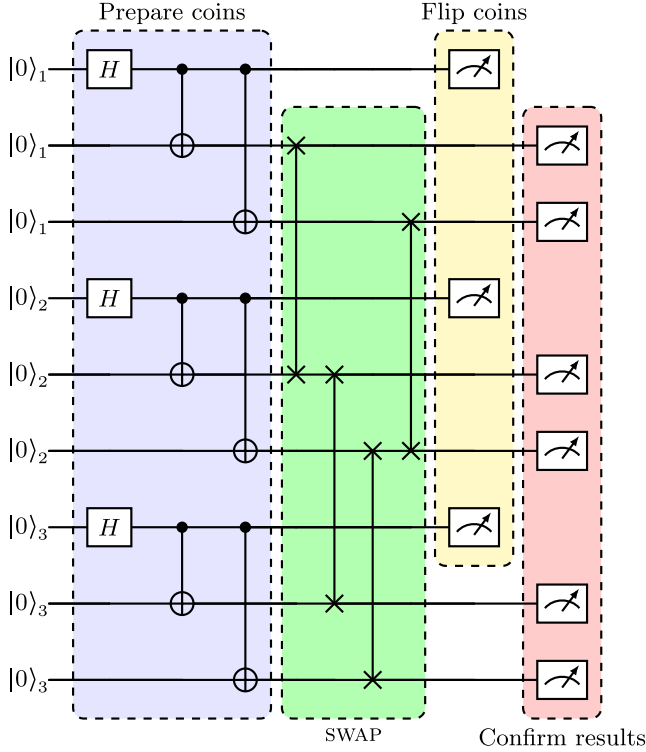 Prepare coins
Flip coins
|0⟩₁ H
|0⟩₁
|0⟩₁
|0⟩₂ H
|0⟩₂
|0⟩₂
|0⟩₃ H
|0⟩₃
|0⟩₃
SWAP
Confirm results